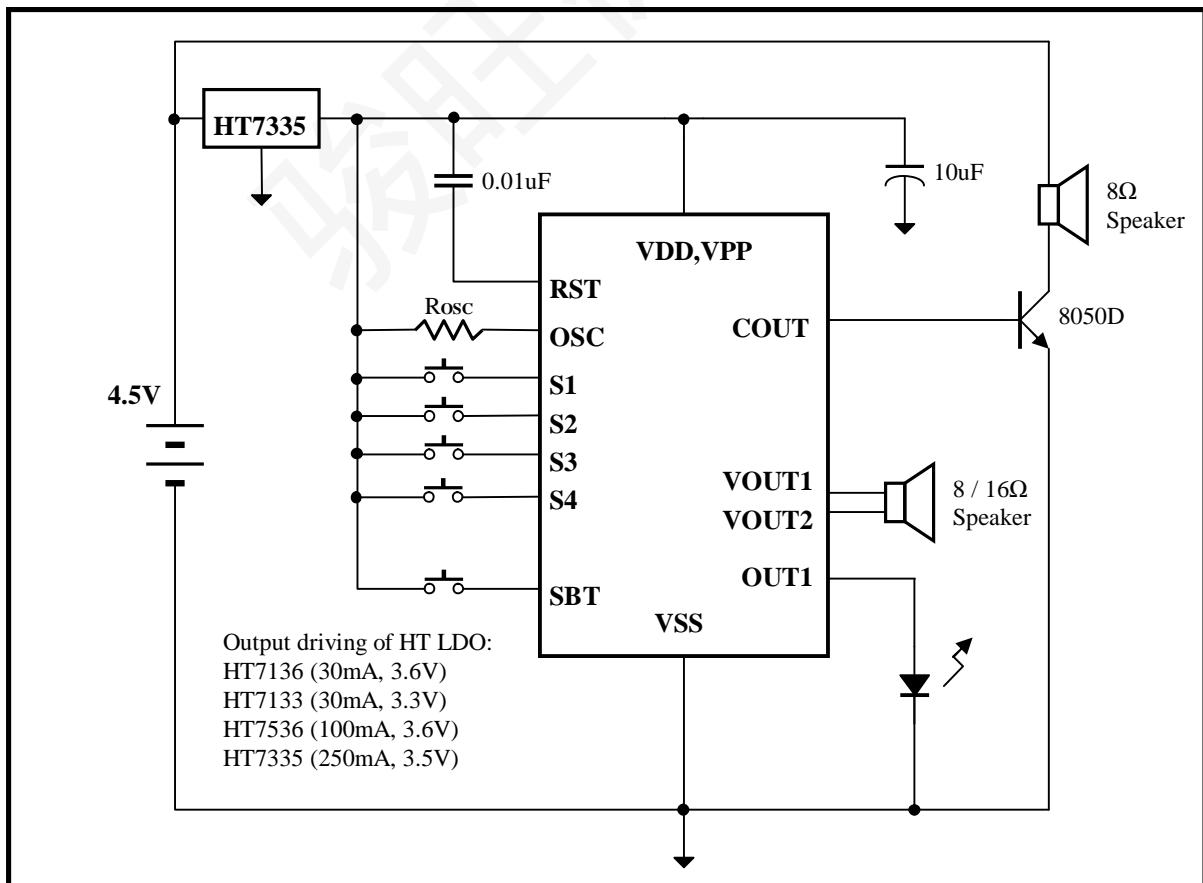 骏旺
HT7335
0.01uF
10uF
8Ω
Speaker
VDD,VPP
RST
Rosc
OSC
COUT
8050D
S1
4.5V
S2
S3
S4
VOUT1
VOUT2
8 / 16Ω
Speaker
OUT1
SBT
VSS
Output driving of HT LDO:
HT7136 (30mA, 3.6V)
HT7133 (30mA, 3.3V)
HT7536 (100mA, 3.6V)
HT7335 (250mA, 3.5V)